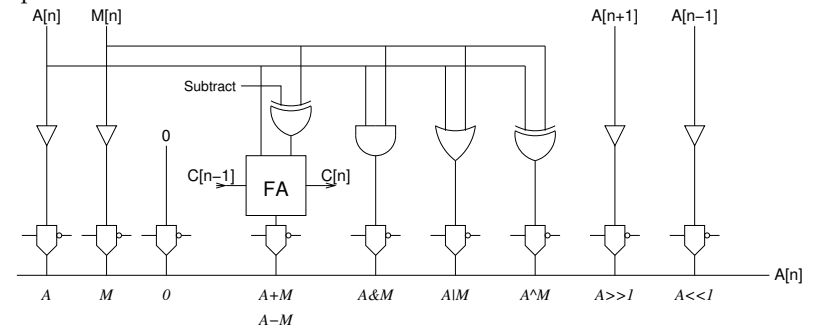 A[n] M[n] A[n+1] A[n−1]
Subtract
0
C[n−1] FA C[n]
A[n]
A M 0 A+M A&M A|M A^M A>>1 A<<1
A−M